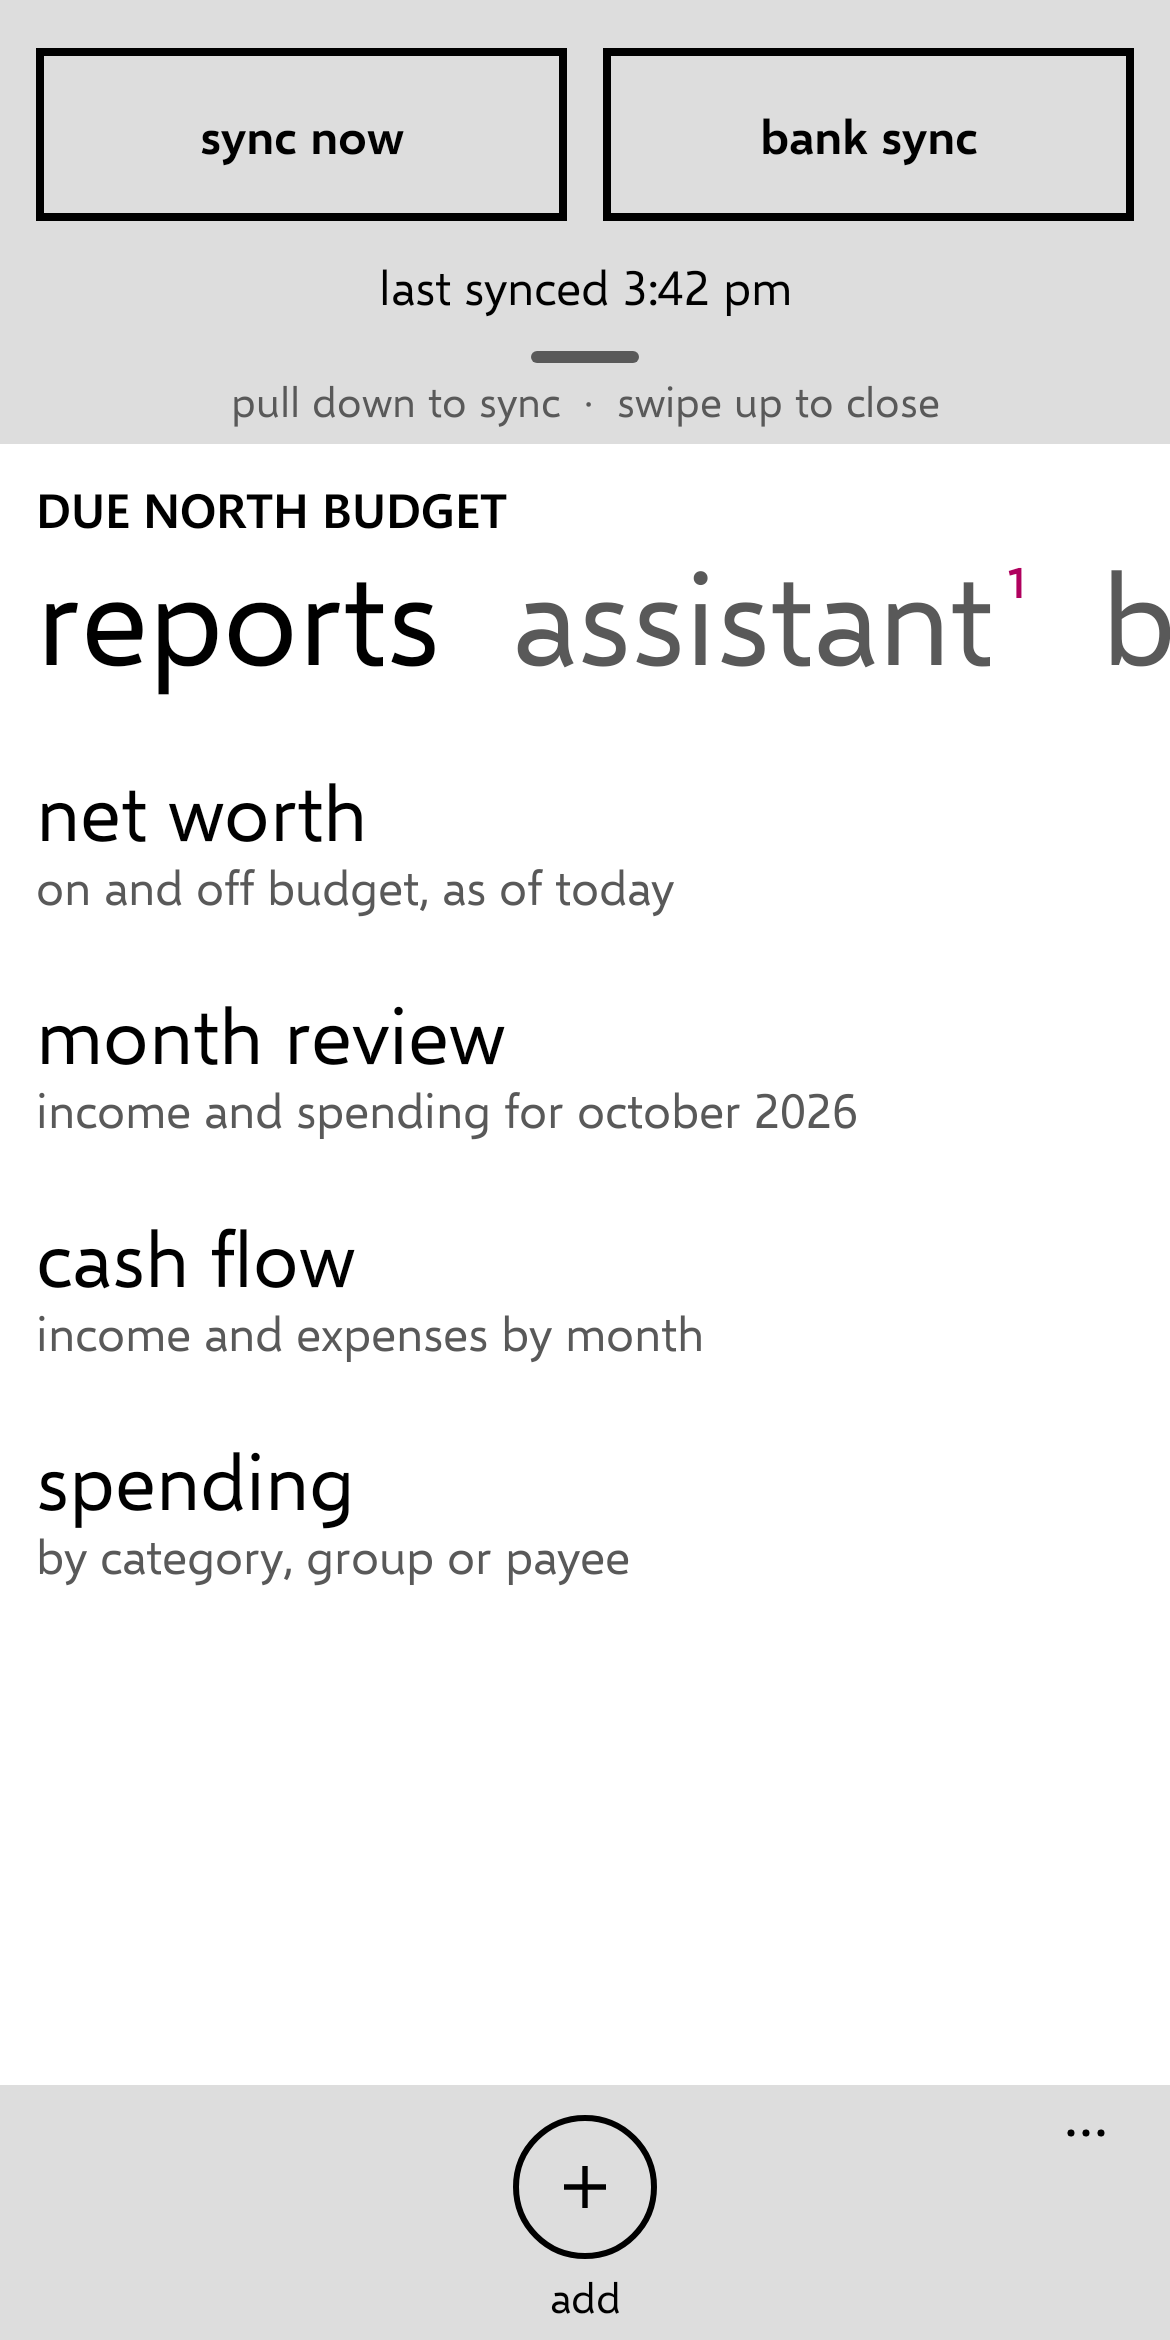 sync now
bank sync
last synced 3:42 pm
pull down to sync · swipe up to close
DUE NORTH BUDGET
reports assistant 1 b
net worth
on and off budget, as of today
month review
income and spending for october 2026
cash flow
income and expenses by month
spending
by category, group or payee
...
+
add